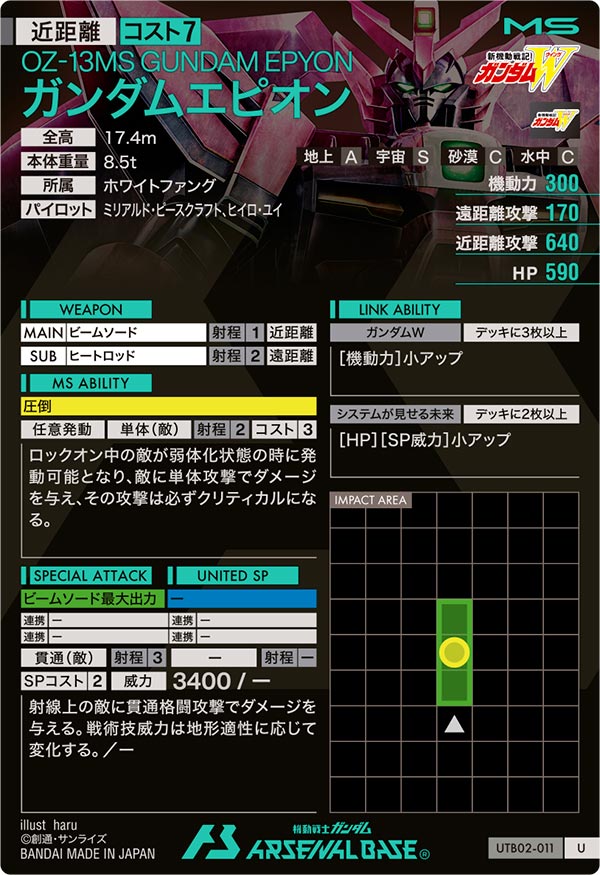 近距離 コスト7 MS
OZ-13MS GUNDAM EPYON
ガンダムエピオン
新機動戦記 ガンダムW ウイング
新機動戦記 ガンダムW
全高 17.4m
本体重量 8.5t
所属 ホワイトファング
パイロット ミリアルド・ピースクラフト、ヒイロ・ユイ
地上 A 宇宙 S 砂漠 C 水中 C
機動力 300
遠距離攻撃 170
近距離攻撃 640
HP 590
WEAPON
MAIN ビームソード 射程 1 近距離
SUB ヒートロッド 射程 2 遠距離
MS ABILITY
圧倒
任意発動 単体(敵) 射程 2 コスト 3
ロックオン中の敵が弱体化状態の時に発
動可能となり、敵に単体攻撃でダメージ
を与え、その攻撃は必ずクリティカルにな
る。
SPECIAL ATTACK UNITED SP
ビームソード最大出力 ー
連携 ー 連携 ー
連携 ー 連携 ー
貫通(敵) 射程 3 ー 射程 ー
SPコスト 2 威力 3400 / ー
射線上の敵に貫通格闘攻撃でダメージ
を与える。戦術技威力は地形適性に応じて
変化する。／ー
LINK ABILITY
ガンダムW デッキに3枚以上
[機動力]小アップ
システムが見せる未来 デッキに2枚以上
[HP][SP威力]小アップ
IMPACT AREA
illust haru
©創通・サンライズ
BANDAI MADE IN JAPAN
機動戦士ガンダム
AB ARSENAL BASE ®
UTB02-011 U